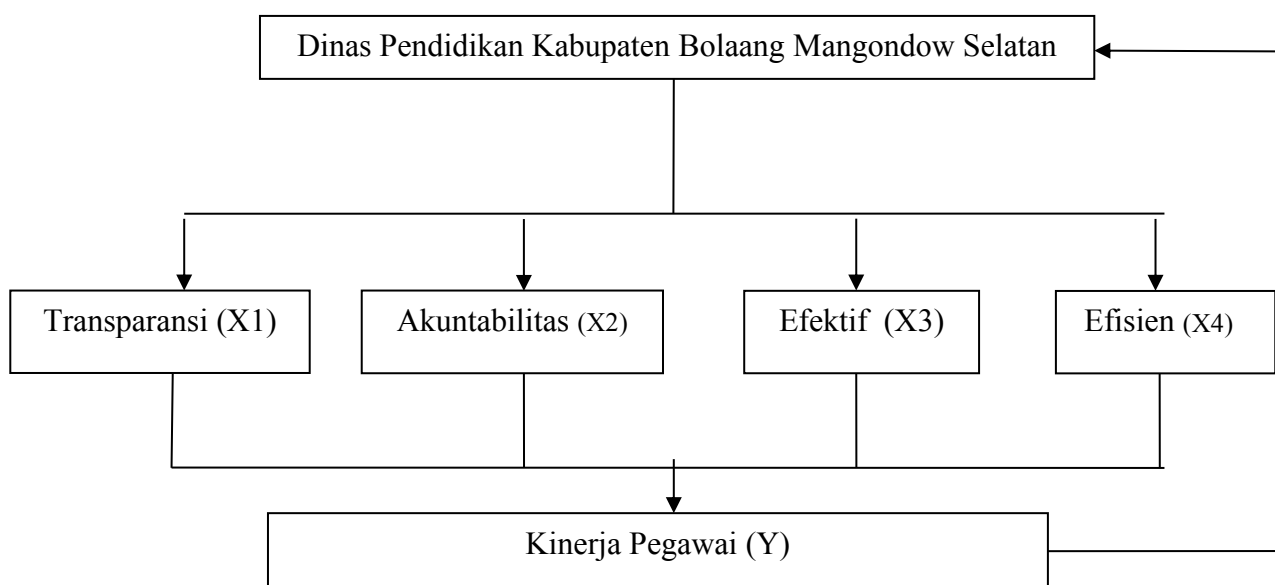 Dinas Pendidikan Kabupaten Bolaang Mangondow Selatan
Transparansi (X1)
Akuntabilitas (X2)
Efektif (X3)
Efisien (X4)
Kinerja Pegawai (Y)